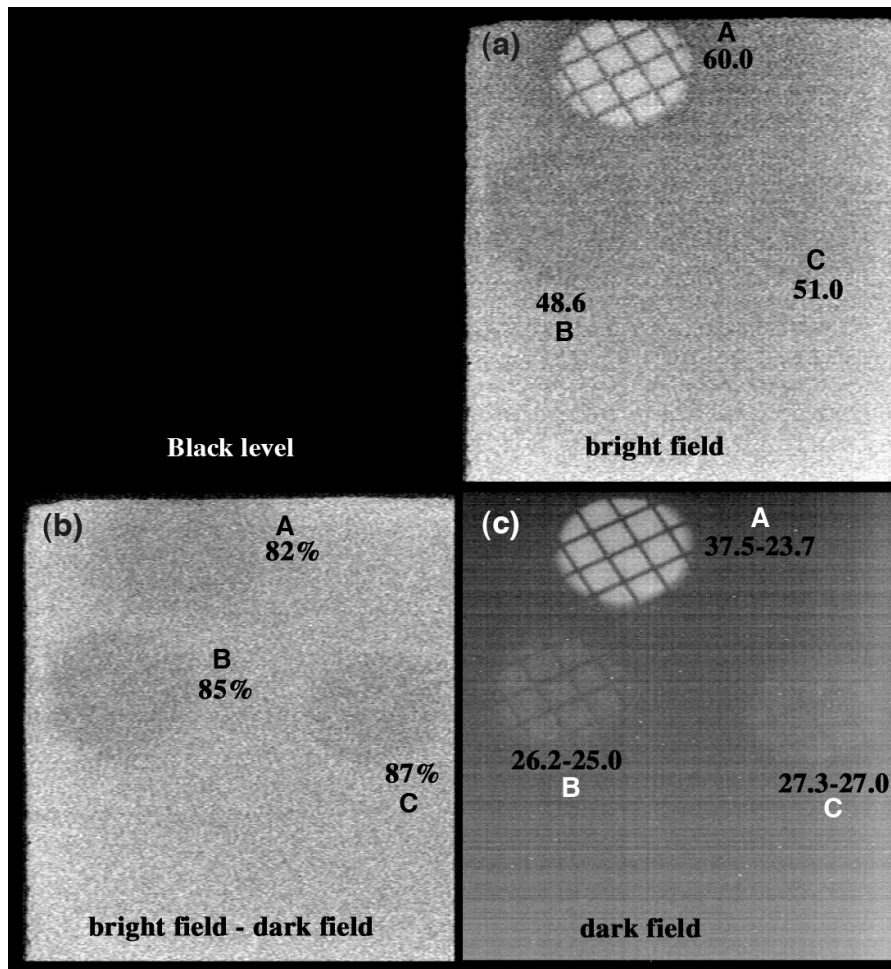 (a)
A
60.0
C
51.0
48.6
B
Black level
bright field
(b)
A
82%
B
85%
87%
C
bright field - dark field
(c)
A
37.5-23.7
26.2-25.0
B
27.3-27.0
C
dark field